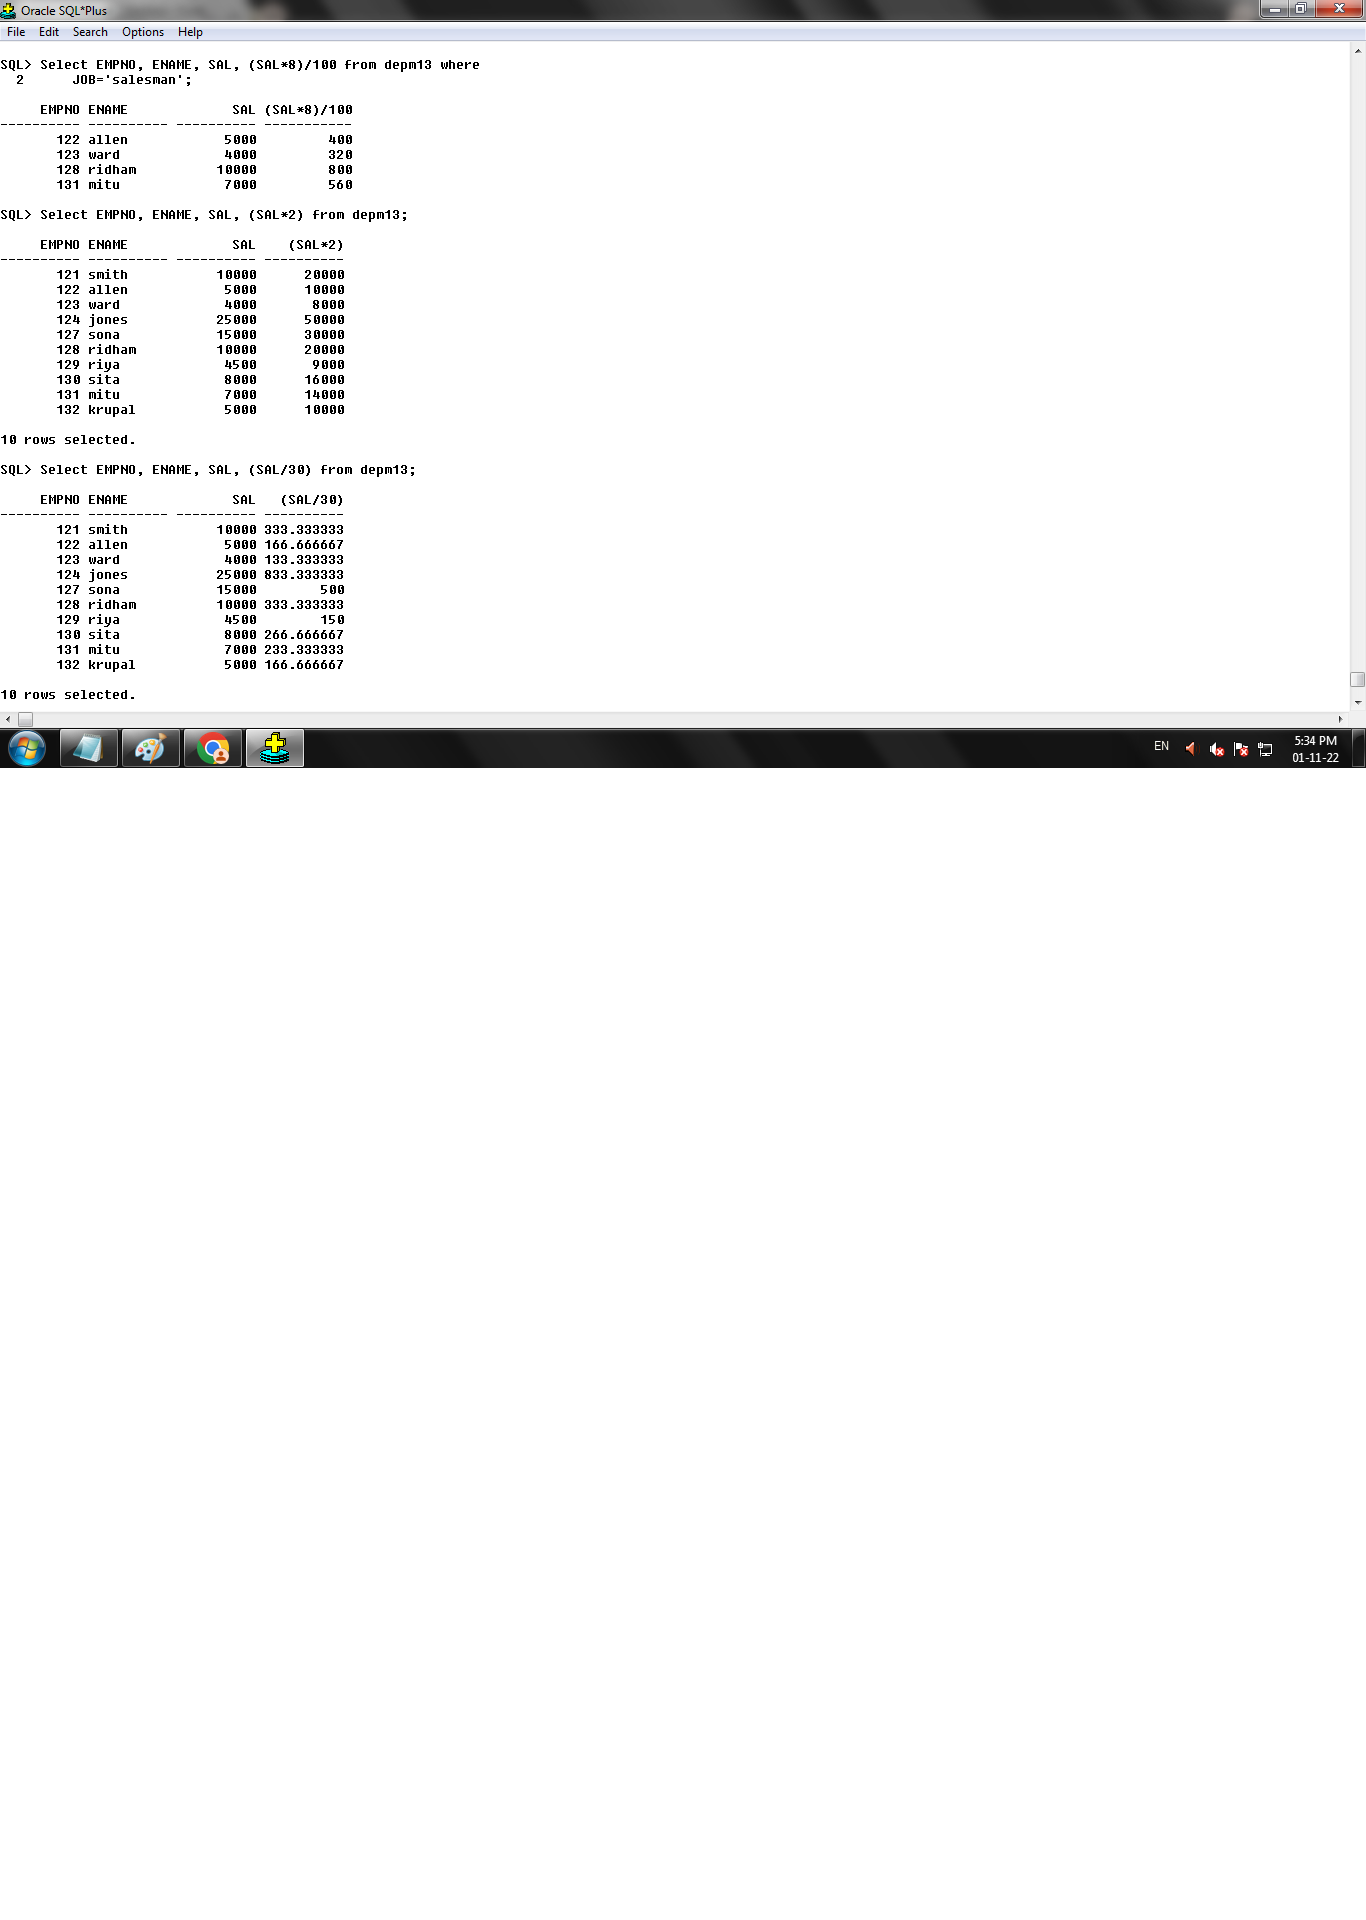 Oracle SQL*Plus
File Edit Search Options Help
SQL> Select EMPNO, ENAME, SAL, (SAL*8)/100 from depm13 where
  2      JOB='salesman';
     EMPNO ENAME             SAL (SAL*8)/100
---------- ---------- ---------- -----------
       122 allen            5000         400
       123 ward             4000         320
       128 ridham          10000         800
       131 mitu             7000         560
SQL> Select EMPNO, ENAME, SAL, (SAL*2) from depm13;
     EMPNO ENAME             SAL    (SAL*2)
---------- ---------- ---------- ----------
       121 smith           10000      20000
       122 allen            5000      10000
       123 ward             4000       8000
       124 jones           25000      50000
       127 sona            15000      30000
       128 ridham          10000      20000
       129 riya             4500       9000
       130 sita             8000      16000
       131 mitu             7000      14000
       132 krupal           5000      10000
10 rows selected.
SQL> Select EMPNO, ENAME, SAL, (SAL/30) from depm13;
     EMPNO ENAME             SAL   (SAL/30)
---------- ---------- ---------- ----------
       121 smith           10000 333.333333
       122 allen            5000 166.666667
       123 ward             4000 133.333333
       124 jones           25000 833.333333
       127 sona            15000        500
       128 ridham          10000 333.333333
       129 riya             4500        150
       130 sita             8000 266.666667
       131 mitu             7000 233.333333
       132 krupal           5000 166.666667
10 rows selected.
EN
5:34 PM
01-11-22